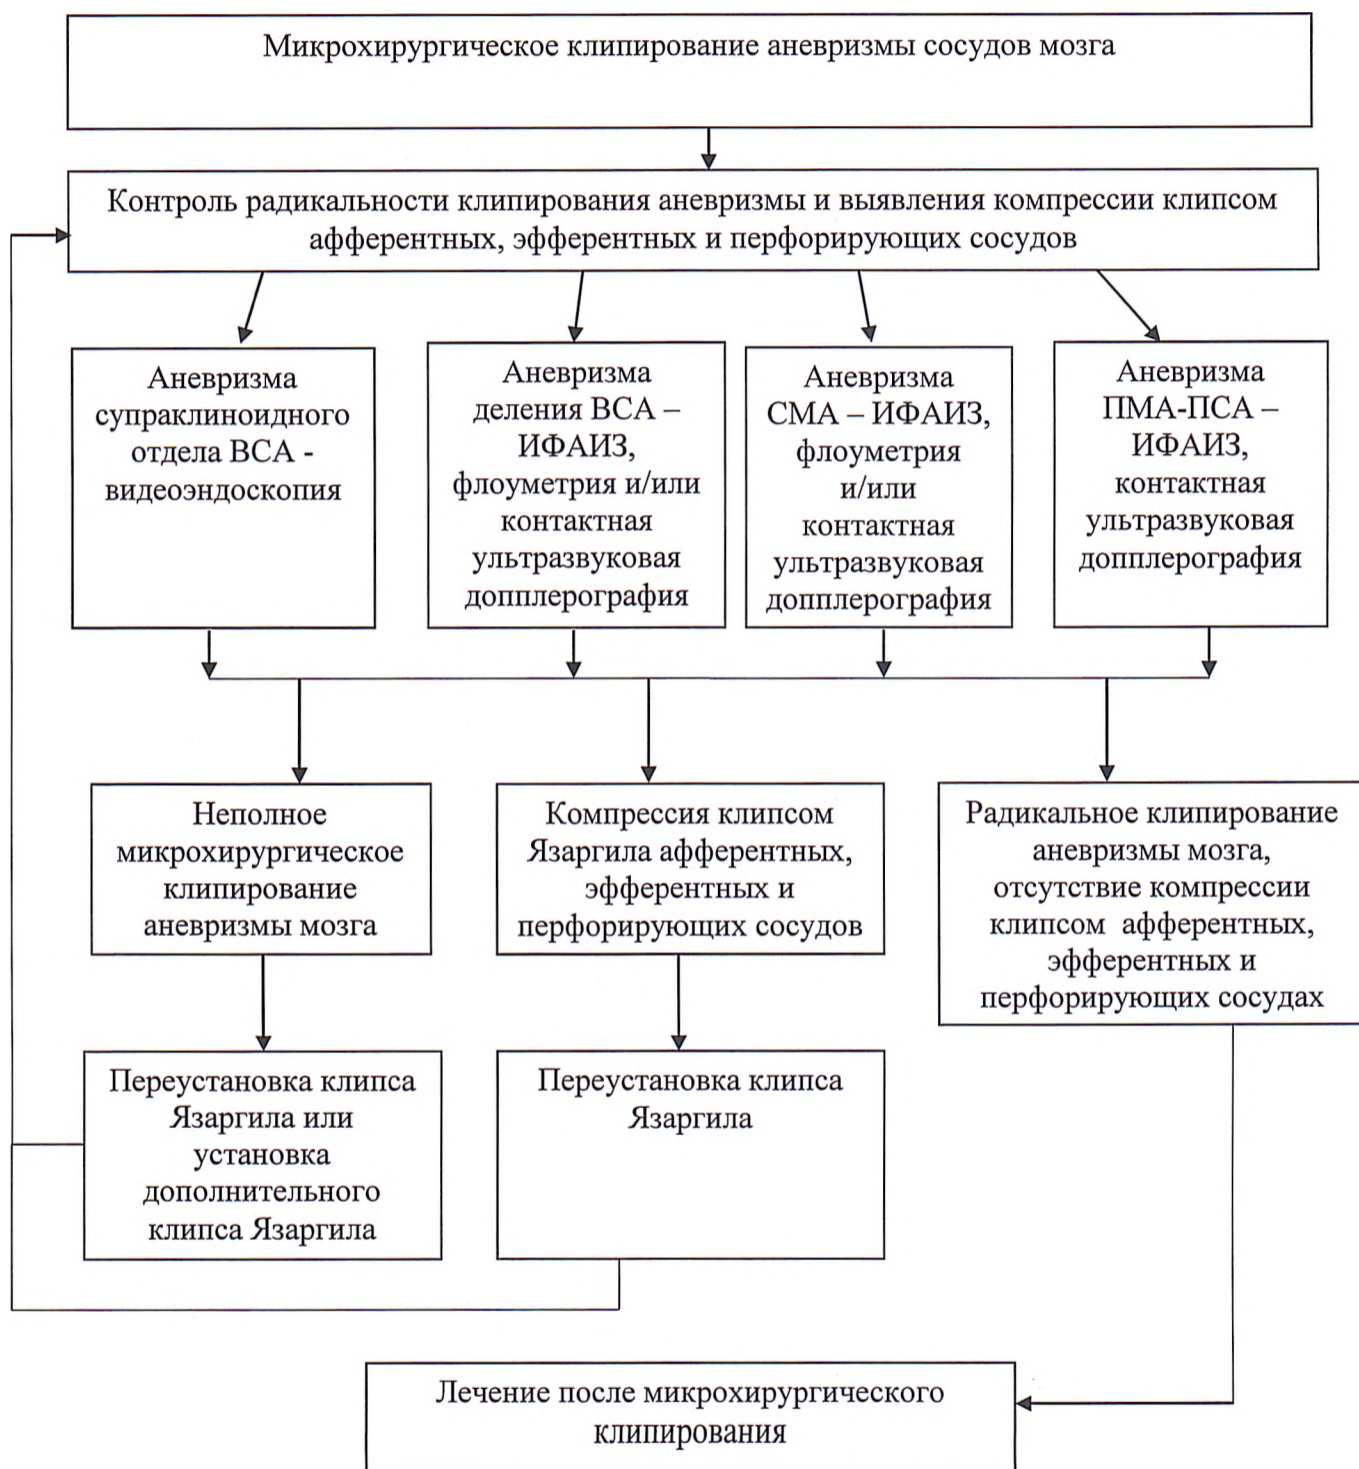 Микрохирургическое клипирование аневризмы сосудов мозга
Контроль радикальности клипирования аневризмы и выявления компрессии клипсом
афферентных, эфферентных и перфорирующих сосудов
Аневризма
супраклиноидного
отдела ВСА -
видеоэндоскопия
Аневризма
деления ВСА –
ИФАИЗ,
флоуметрия и/или
контактная
ультразвуковая
допплерография
Аневризма
СМА – ИФАИЗ,
флоуметрия
и/или
контактная
ультразвуковая
допплерография
Аневризма
ПМА-ПСА –
ИФАИЗ,
контактная
ультразвуковая
допплерография
Неполное
микрохирургическое
клипирование
аневризмы мозга
Компрессия клипсом
Язаргила афферентных,
эфферентных и
перфорирующих сосудов
Радикальное клипирование
аневризмы мозга,
отсутствие компрессии
клипсом  афферентных,
эфферентных и
перфорирующих сосудах
Переустановка клипса
Язаргила или
установка
дополнительного
клипса Язаргила
Переустановка клипса
Язаргила
Лечение после микрохирургического
клипирования